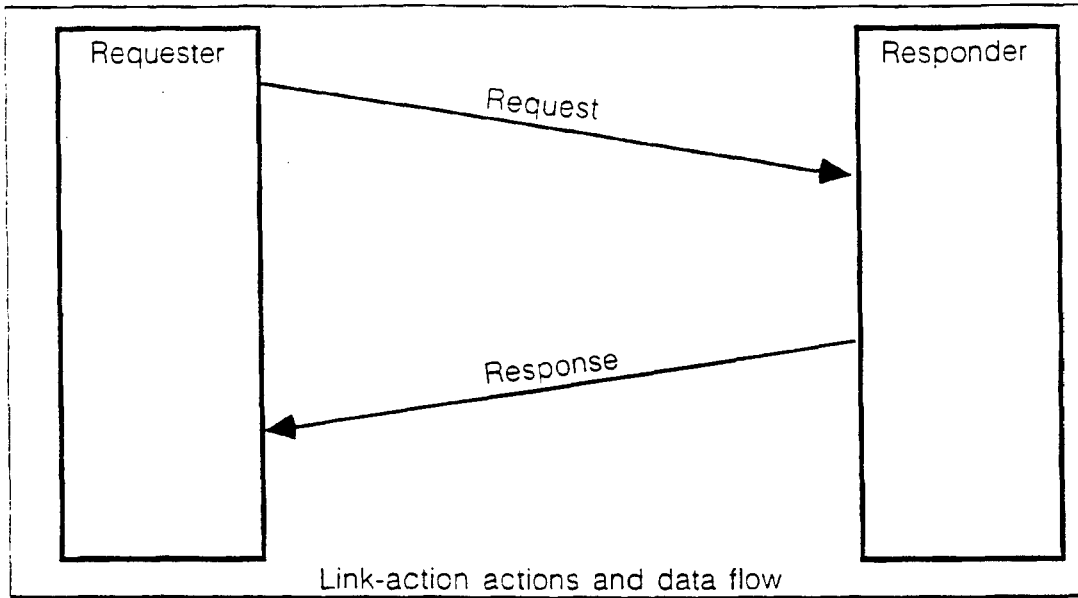 Requester
Responder
Request
Response
Link-action actions and data flow